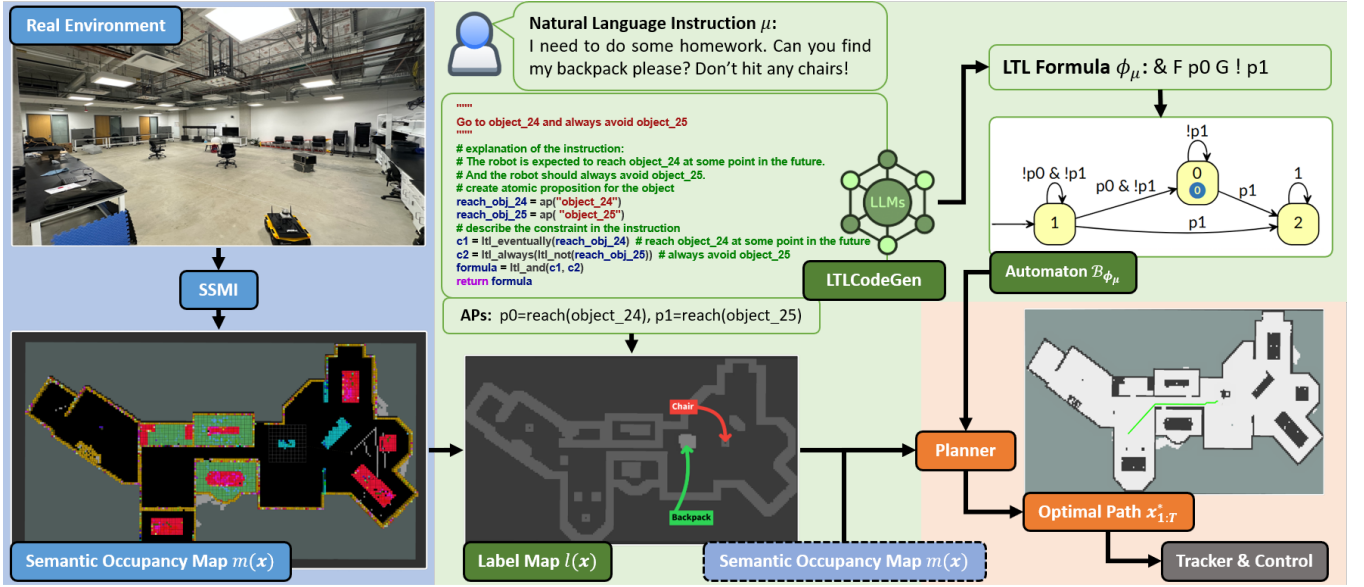 Real Environment
SSMI
Semantic Occupancy Map m(x)
Natural Language Instruction μ:
I need to do some homework. Can you find
my backpack please? Don't hit any chairs!
"""
Go to object_24 and always avoid object_25
"""
# explanation of the instruction:
# The robot is expected to reach object_24 at some point in the future.
# And the robot should always avoid object_25.
# create atomic proposition for the object
reach_obj_24 = ap("object_24")
reach_obj_25 = ap( "object_25")
# describe the constraint in the instruction
c1 = ltl_eventually(reach_obj_24) # reach object_24 at some point in the future
c2 = ltl_always(ltl_not(reach_obj_25)) # always avoid object_25
formula = ltl_and(c1, c2)
return formula
LLMs
LTLCodeGen
APs: p0=reach(object_24), p1=reach(object_25)
Chair
Backpack
Label Map l(x)
Semantic Occupancy Map m(x)
LTL Formula ϕμ: & F p0 G ! p1
!p1
!p0 & !p1
p0 & !p1
0
0
p1
1
1
p1
2
Automaton ℬϕμ
Planner
Optimal Path x*1:T
Tracker & Control